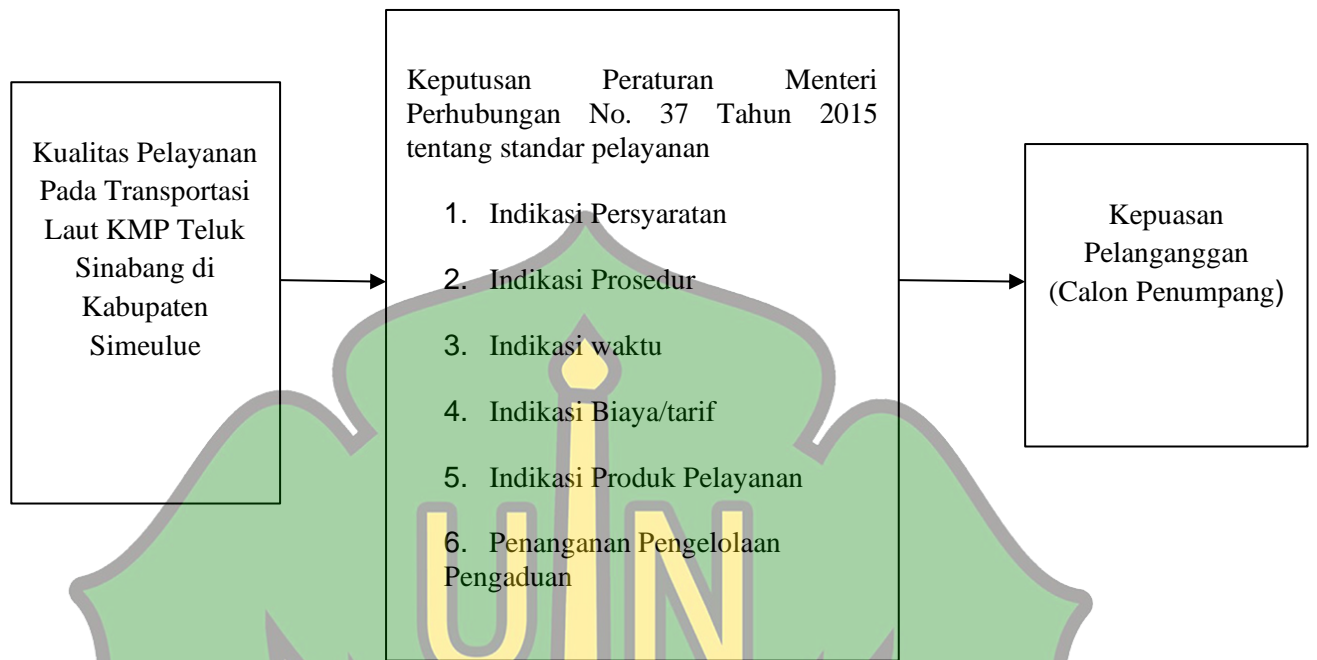 Kualitas Pelayanan
Pada Transportasi
Laut KMP Teluk
Sinabang di
Kabupaten
Simeulue
Keputusan Peraturan Menteri
Perhubungan No. 37 Tahun 2015
tentang standar pelayanan
1. Indikasi Persyaratan
2. Indikasi Prosedur
3. Indikasi waktu
4. Indikasi Biaya/tarif
5. Indikasi Produk Pelayanan
6. Penanganan Pengelolaan
Pengaduan
Kepuasan
Pelanganggan
(Calon Penumpang)
UIN